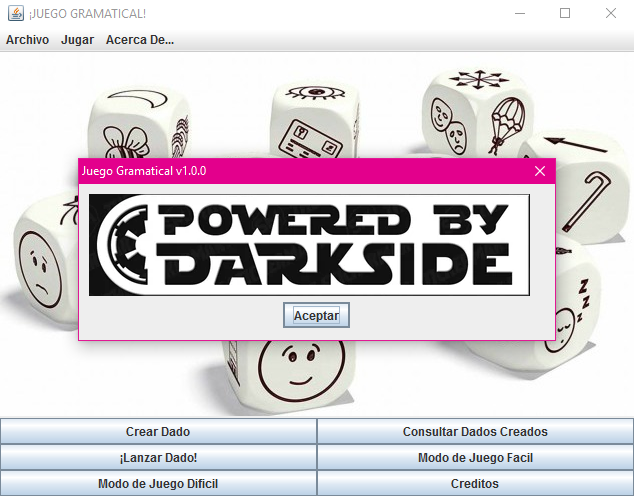 ¡JUEGO GRAMATICAL!
Archivo Jugar Acerca De...
Juego Gramatical v1.0.0
POWERED BY
DARKSIDE
Aceptar
Z
Z
Z
Crear Dado Consultar Dados Creados
¡Lanzar Dado! Modo de Juego Facil
Modo de Juego Dificil Creditos